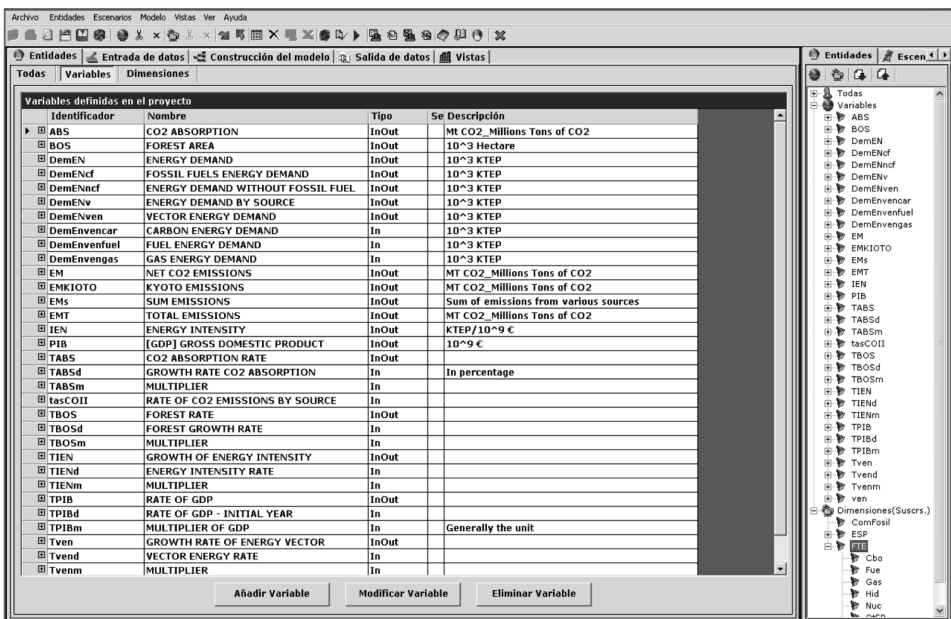 Archivo Entidades Escenarios Modelo Vistas Ver Ayuda
Entidades Entrada de datos Construcción del modelo Salida de datos Vistas
Todas Variables Dimensiones
Variables definidas en el proyecto
Identificador Nombre Tipo Se Descripción
ABS CO2 ABSORPTION InOut Mt CO2_Millions Tons of CO2
BOS FOREST AREA InOut 10^3 Hectare
DemEN ENERGY DEMAND InOut 10^3 KTEP
DemENcf FOSSIL FUELS ENERGY DEMAND InOut 10^3 KTEP
DemENncf ENERGY DEMAND WITHOUT FOSSIL FUEL InOut 10^3 KTEP
DemENv ENERGY DEMAND BY SOURCE InOut 10^3 KTEP
DemENven VECTOR ENERGY DEMAND InOut 10^3 KTEP
DemEnvencar CARBON ENERGY DEMAND In 10^3 KTEP
DemEnvenfuel FUEL ENERGY DEMAND In 10^3 KTEP
DemEnvengas GAS ENERGY DEMAND In 10^3 KTEP
EM NET CO2 EMISSIONS InOut MT CO2_Millions Tons of CO2
EMKIOTO KYOTO EMISSIONS InOut MT CO2_Millions Tons of CO2
EMs SUM EMISSIONS InOut Sum of emissions from various sources
EMT TOTAL EMISSIONS InOut MT CO2_Millions Tons of CO2
IEN ENERGY INTENSITY InOut KTEP/10^9 €
PIB [GDP] GROSS DOMESTIC PRODUCT InOut 10^9 €
TABS CO2 ABSORPTION RATE InOut
TABSd GROWTH RATE CO2 ABSORPTION In In percentage
TABSm MULTIPLIER In
tasCOII RATE OF CO2 EMISSIONS BY SOURCE In
TBOS FOREST RATE InOut
TBOSd FOREST GROWTH RATE In
TBOSm MULTIPLIER In
TIEN GROWTH OF ENERGY INTENSITY InOut
TIENd ENERGY INTENSITY RATE In
TIENm MULTIPLIER In
TPIB RATE OF GDP InOut
TPIBd RATE OF GDP - INITIAL YEAR In
TPIBm MULTIPLIER OF GDP In Generally the unit
Tven GROWTH RATE OF ENERGY VECTOR InOut
Tvend VECTOR ENERGY RATE In
Tvenm MULTIPLIER In
Añadir Variable Modificar Variable Eliminar Variable
Entidades Escen
Todas
Variables
ABS
BOS
DemEN
DemENcf
DemENncf
DemENv
DemENven
DemEnvencar
DemEnvenfuel
DemEnvengas
EM
EMKIOTO
EMs
EMT
IEN
PIB
TABS
TABSd
TABSm
tasCOII
TBOS
TBOSd
TBOSm
TIEN
TIENd
TIENm
TPIB
TPIBd
TPIBm
Tven
Tvend
Tvenm
ven
Dimensiones(Suscrs.)
ComFosil
ESP
FTE
Cbo
Fue
Gas
Hid
Nuc